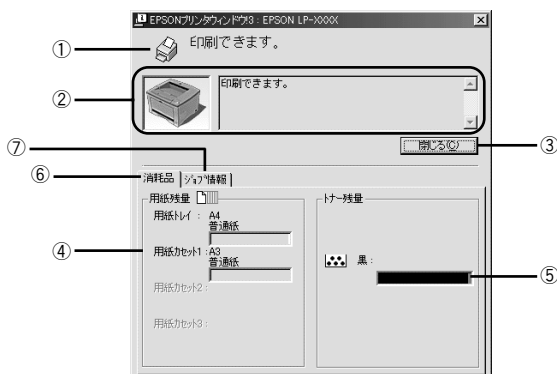 EPSONプリンタウィンドウ!3 : EPSON LP-XXXX
① 印刷できます。
② 印刷できます。
閉じる(C) ③
⑦
⑥ 消耗品 ジョブ情報
用紙残量
用紙トレイ : A4
普通紙
④ 用紙カセット1 : A3
普通紙
用紙カセット2 :
用紙カセット3 :
トナー残量
黒 : ⑤